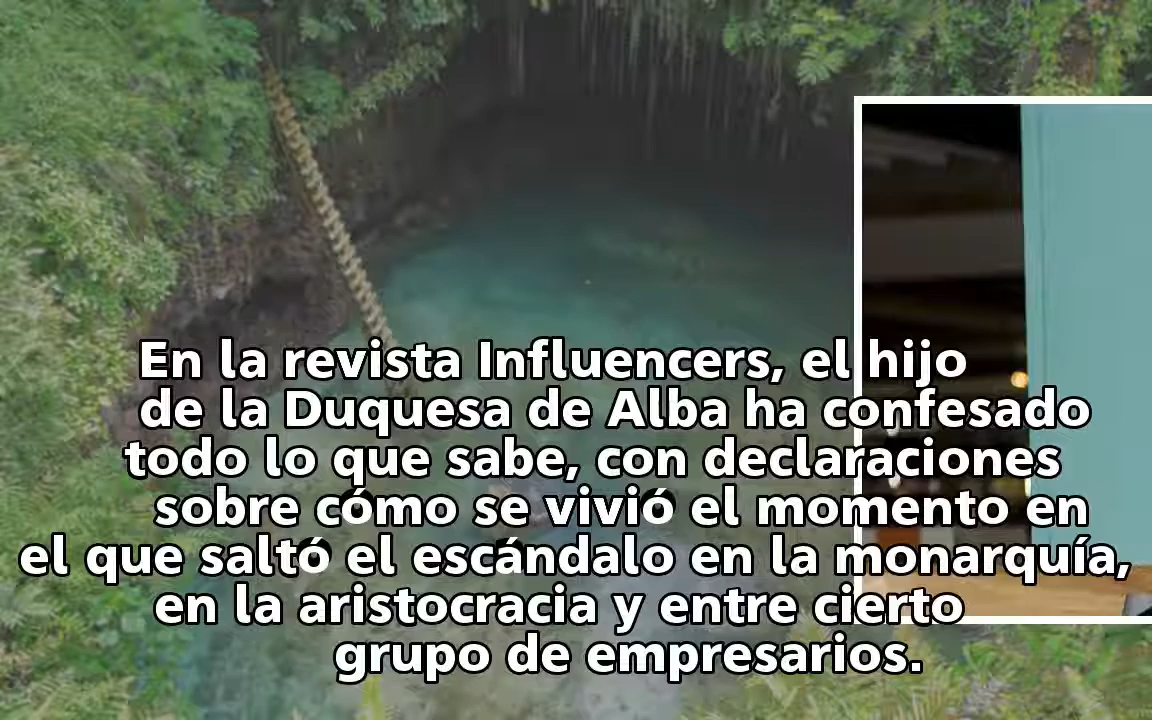 En la revista Influencers, el hijo
de la Duquesa de Alba ha confesado
todo lo que sabe, con declaraciones
sobre cómo se vivió el momento en
el que saltó el escándalo en la monarquía,
en la aristocracia y entre cierto
grupo de empresarios.